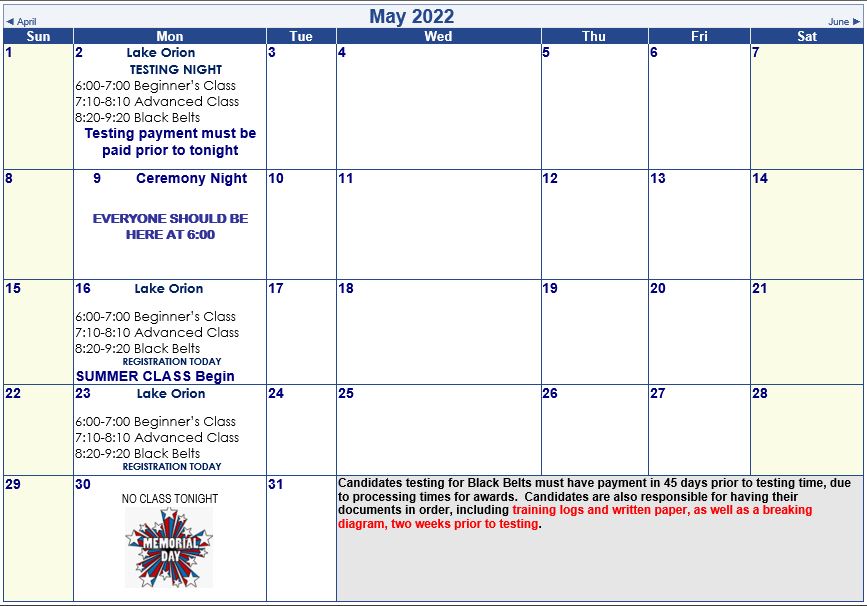 May 2022
◄ April
June ►
Sun Mon Tue Wed Thu Fri Sat
1
2 Lake Orion
TESTING NIGHT
6:00-7:00 Beginner's Class
7:10-8:10 Advanced Class
8:20-9:20 Black Belts
Testing payment must be
paid prior to tonight
3
4
5
6
7
8
9 Ceremony Night
EVERYONE SHOULD BE
HERE AT 6:00
10
11
12
13
14
15
16 Lake Orion
6:00-7:00 Beginner's Class
7:10-8:10 Advanced Class
8:20-9:20 Black Belts
REGISTRATION TODAY
SUMMER CLASS Begin
17
18
19
20
21
22
23 Lake Orion
6:00-7:00 Beginner's Class
7:10-8:10 Advanced Class
8:20-9:20 Black Belts
REGISTRATION TODAY
24
25
26
27
28
29
30
NO CLASS TONIGHT
MEMORIAL
DAY
31
Candidates testing for Black Belts must have payment in 45 days prior to testing time, due
to processing times for awards.  Candidates are also responsible for having their
documents in order, including training logs and written paper, as well as a breaking
diagram, two weeks prior to testing.